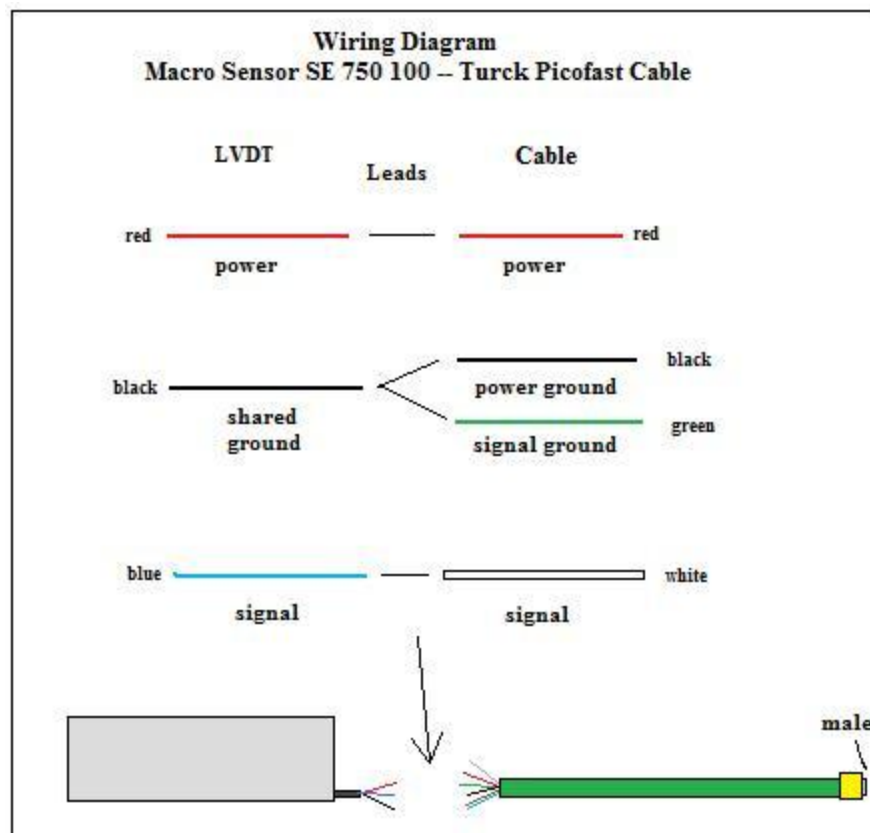 Wiring Diagram
Macro Sensor SE 750 100 -- Turck Picofast Cable
LVDT
Leads
Cable
red
red
power
power
black
shared
ground
black
power ground
green
signal ground
blue
white
signal
signal
male